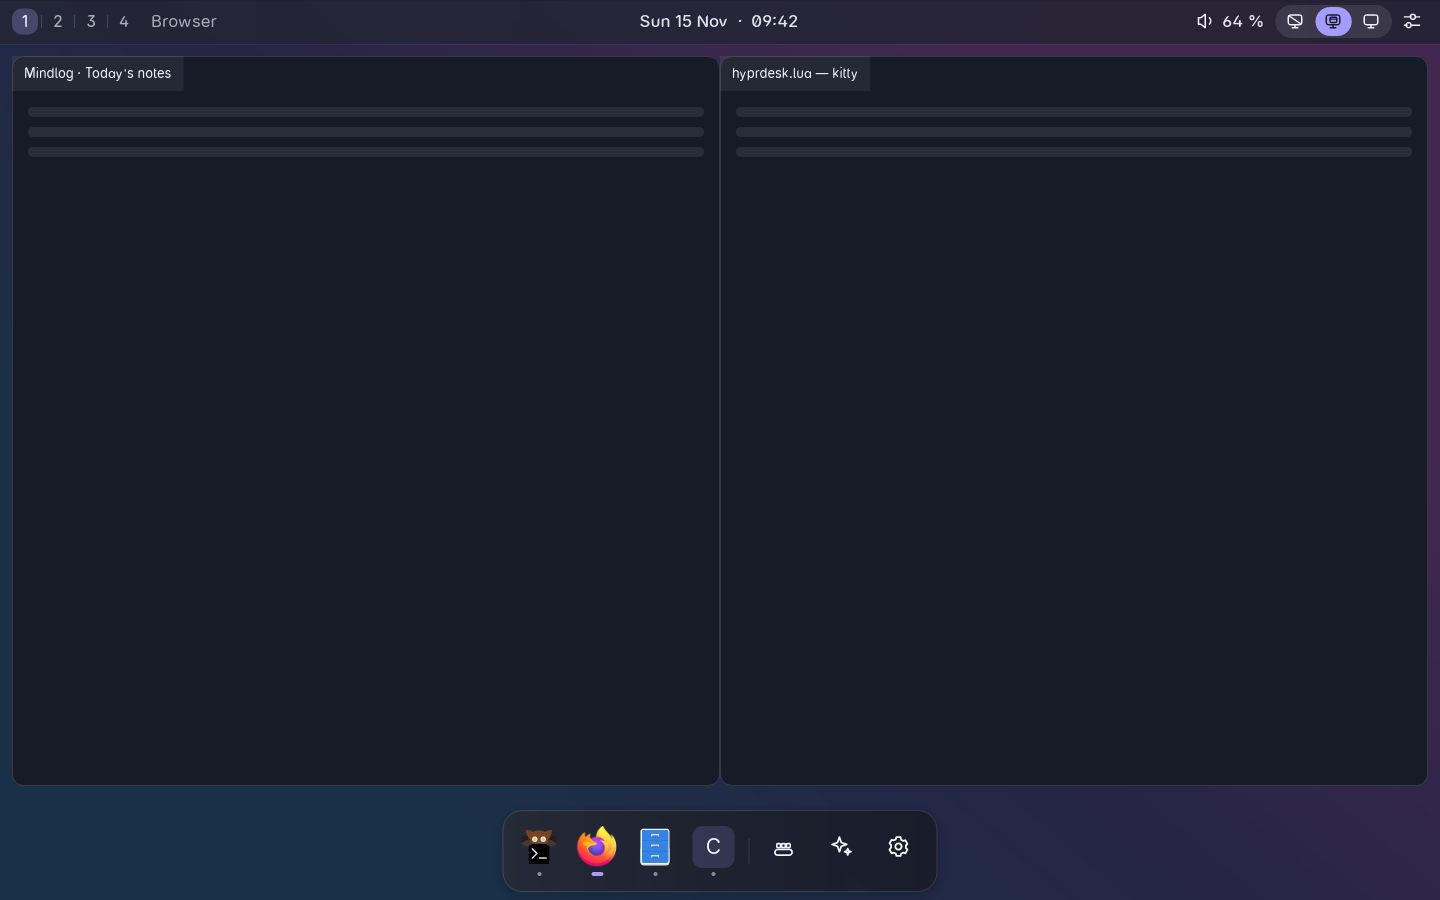 1 2 3 4 Browser
Sun 15 Nov · 09:42
64 %
Mindlog · Today's notes
hyprdesk.lua — kitty
>_
C